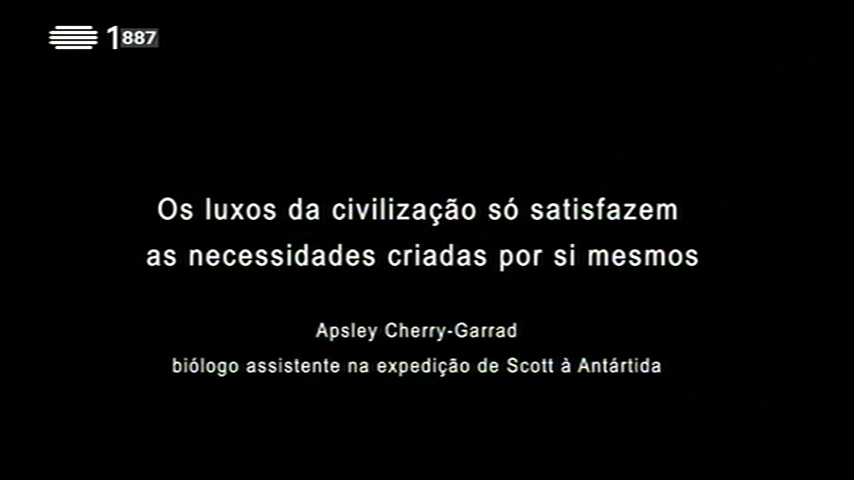 1 887
Os luxos da civilização só satisfazem
as necessidades criadas por si mesmos
Apsley Cherry-Garrad
biólogo assistente na expedição de Scott à Antártida